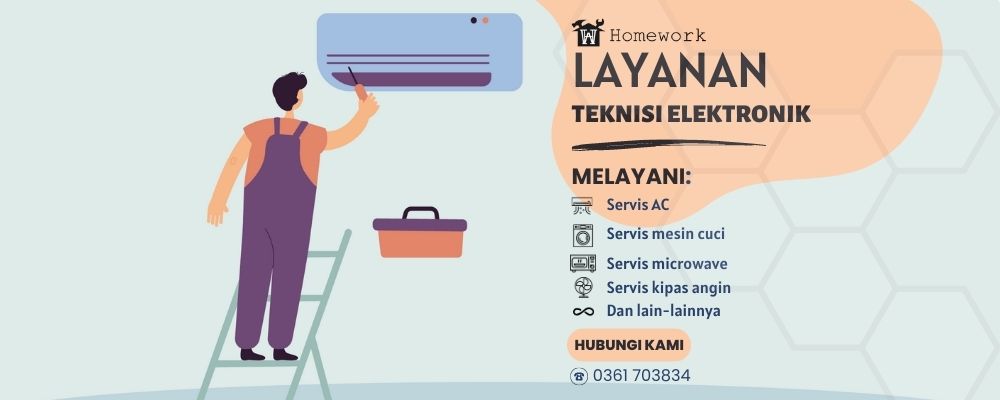 Homework
LAYANAN
TEKNISI ELEKTRONIK
MELAYANI:
Servis AC
Servis mesin cuci
Servis microwave
Servis kipas angin
Dan lain-lainnya
HUBUNGI KAMI
0361 703834